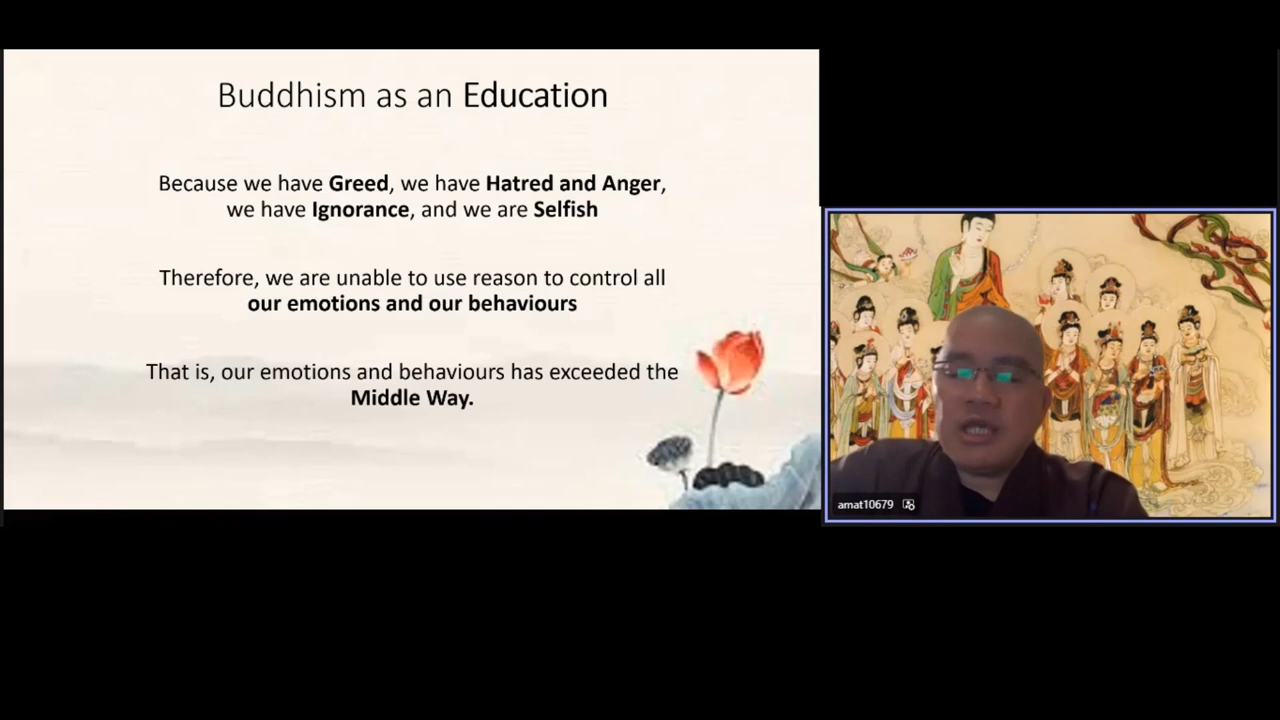 Buddhism as an Education
Because we have Greed, we have Hatred and Anger,
we have Ignorance, and we are Selfish
Therefore, we are unable to use reason to control all
our emotions and our behaviours
That is, our emotions and behaviours has exceeded the
Middle Way.
amat10679